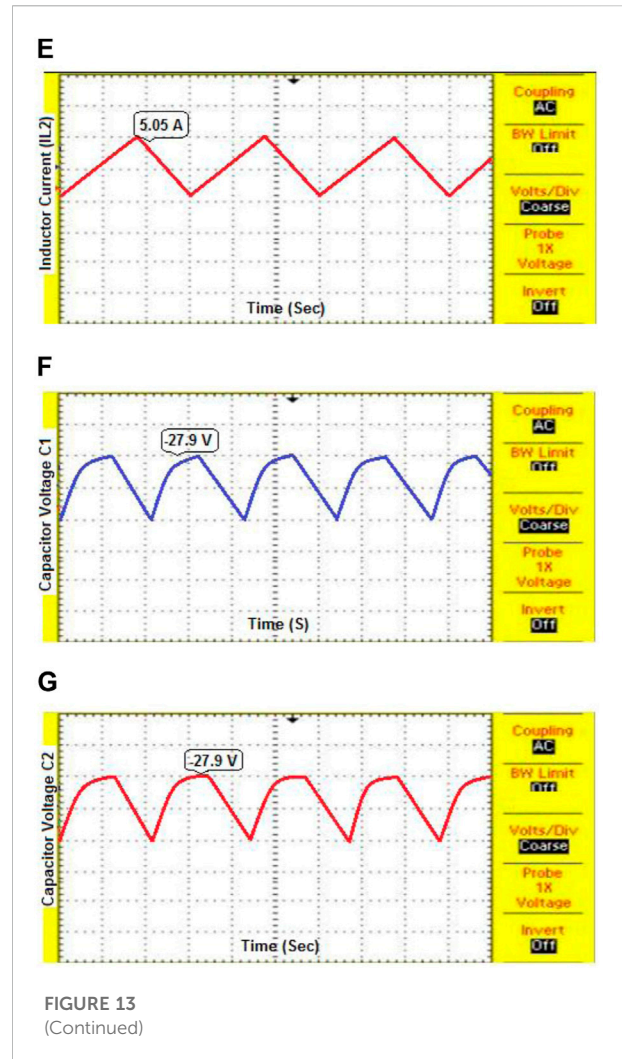 E
Inductor Current (IL2)
5.05 A
Time (Sec)
Coupling
AC
BW Limit
Off
Volts/Div
Coarse
Probe
1X
Voltage
Invert
Off
F
Capacitor Voltage C1
-27.9 V
Time (S)
Coupling
AC
BW Limit
Off
Volts/Div
Coarse
Probe
1X
Voltage
Invert
Off
G
Capacitor Voltage C2
-27.9 V
Time (Sec)
Coupling
AC
BW Limit
Off
Volts/Div
Coarse
Probe
1X
Voltage
Invert
Off
FIGURE 13
(Continued)